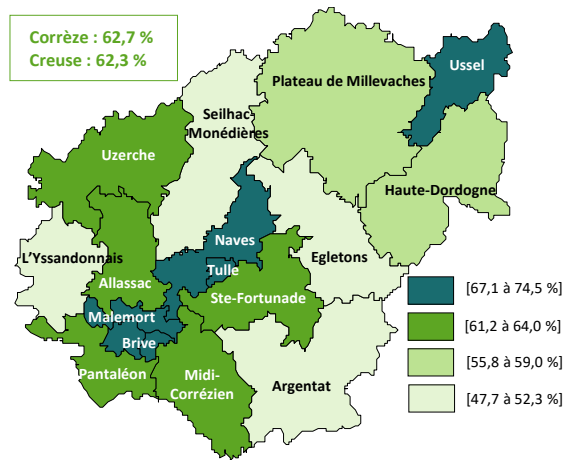 Corrèze : 62,7 %
Creuse : 62,3 %
Ussel
Plateau de Millevaches
Seilhac-
Monédières
Uzerche
Haute-Dordogne
Naves
L'Yssandonnais
Egletons
Tulle
Allassac
Ste-Fortunade
Malemort
Brive
Pantaléon
Midi-
Corrézien
Argentat
[67,1 à 74,5 %]
[61,2 à 64,0 %]
[55,8 à 59,0 %]
[47,7 à 52,3 %]